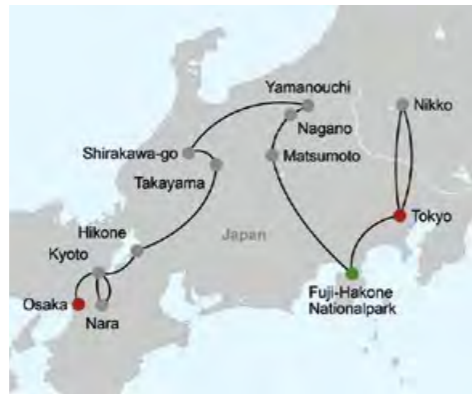 Yamanouchi
Nikko
Nagano
Shirakawa-go
Matsumoto
Takayama
Tokyo
Hikone
Japan
Kyoto
Fuji-Hakone
Nationalpark
Osaka
Nara